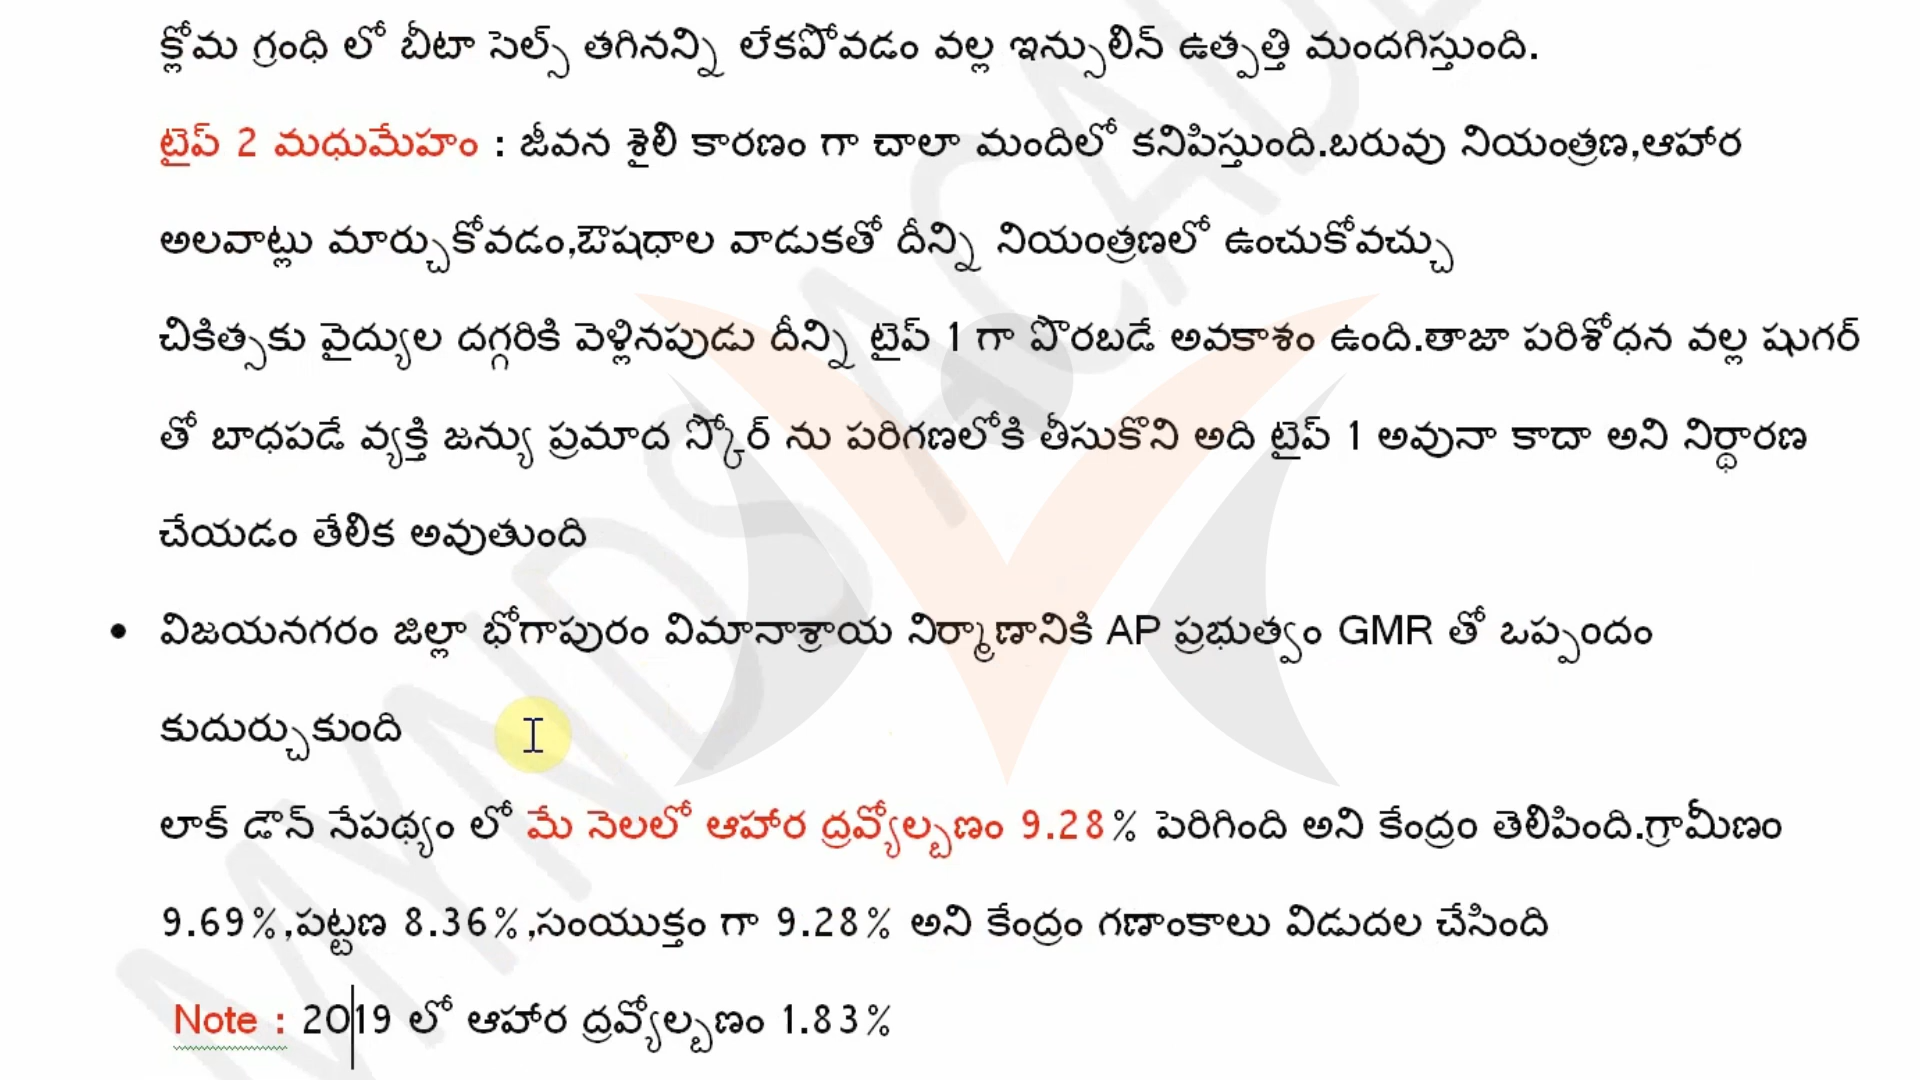 క్లోమ గ్రంధి లో బీటా సెల్స్ తగినన్ని లేకపోవడం వల్ల ఇన్సులిన్ ఉత్పత్తి మందగిస్తుంది.
టైప్ 2 మధుమేహం : జీవన శైలి కారణం గా చాలా మందిలో కనిపిస్తుంది.బరువు నియంత్రణ,ఆహార
అలవాట్లు మార్చుకోవడం,ఔషధాల వాడుకతో దీన్ని నియంత్రణలో ఉంచుకోవచ్చు
చికిత్సకు వైద్యుల దగ్గరికి వెళ్లినపుడు దీన్ని టైప్ 1 గా పొరబడే అవకాశం ఉంది.తాజా పరిశోధన వల్ల షుగర్
తో బాధపడే వ్యక్తి జన్యు ప్రమాద స్కోర్ ను పరిగణలోకి తీసుకొని అది టైప్ 1 అవునా కాదా అని నిర్ధారణ
చేయడం తేలిక అవుతుంది
• విజయనగరం జిల్లా భోగాపురం విమానాశ్రాయ నిర్మాణానికి AP ప్రభుత్వం GMR తో ఒప్పందం
కుదుర్చుకుంది
లాక్ డౌన్ నేపథ్యం లో మే నెలలో ఆహార ద్రవ్యోల్బణం 9.28% పెరిగింది అని కేంద్రం తెలిపింది.గ్రామీణం
9.69%,పట్టణ 8.36%,సంయుక్తం గా 9.28% అని కేంద్రం గణాంకాలు విడుదల చేసింది
Note : 2019 లో ఆహార ద్రవ్యోల్బణం 1.83%